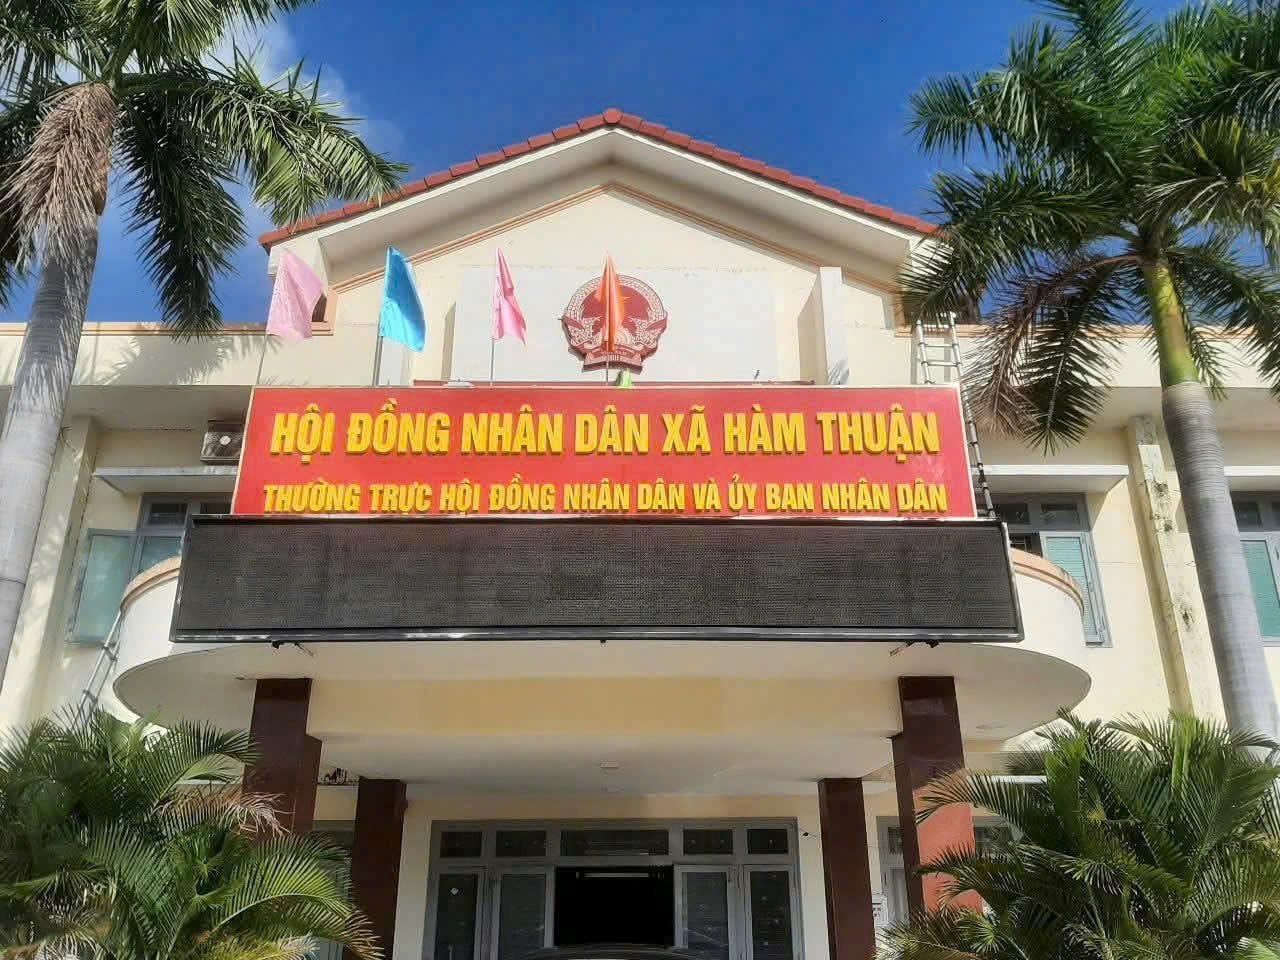 HỘI ĐỒNG NHÂN DÂN XÃ HÀM THUẬN
THƯỜNG TRỰC HỘI ĐỒNG NHÂN DÂN VÀ ỦY BAN NHÂN DÂN